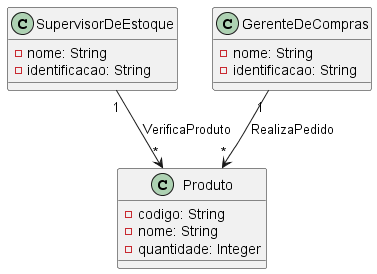 C SupervisorDeEstoque
nome: String
identificacao: String
C GerenteDeCompras
nome: String
identificacao: String
1
1
VerificaProduto
RealizaPedido
*
*
C Produto
codigo: String
nome: String
quantidade: Integer